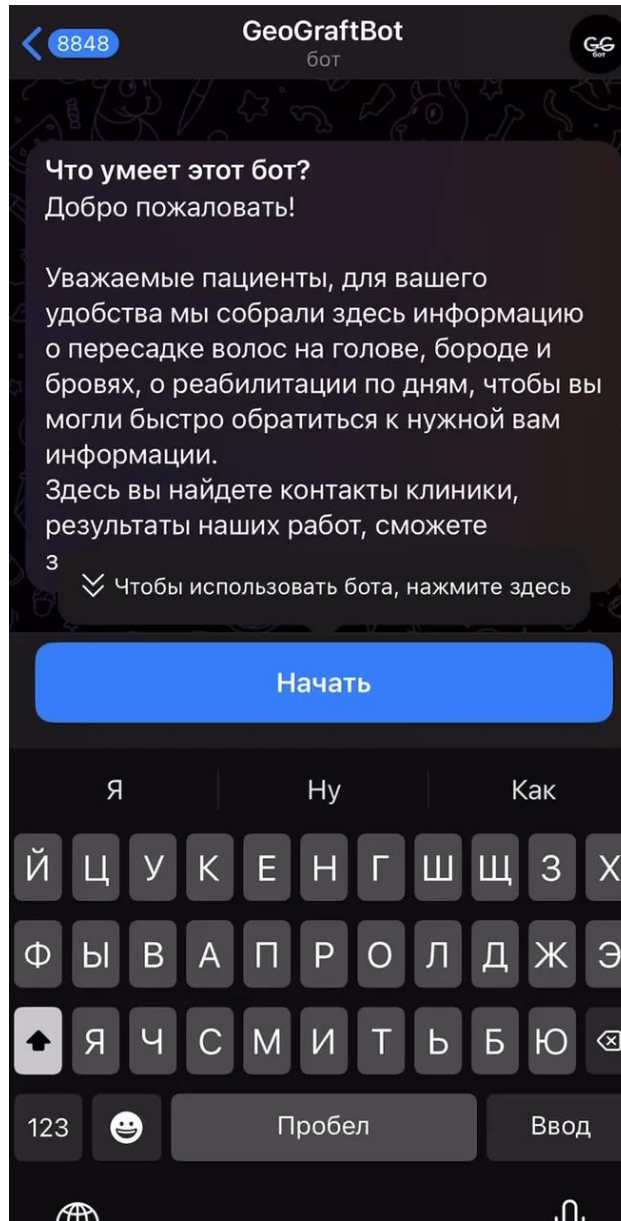 8848
GeoGraftBot
бот
GG
бот
Что умеет этот бот?
Добро пожаловать!
Уважаемые пациенты, для вашего
удобства мы собрали здесь информацию
о пересадке волос на голове, бороде и
бровях, о реабилитации по дням, чтобы вы
могли быстро обратиться к нужной вам
информации.
Здесь вы найдете контакты клиники,
результаты наших работ, сможете
з
Чтобы использовать бота, нажмите здесь
Начать
Я Ну Как
Й Ц У К Е Н Г Ш Щ З Х
Ф Ы В А П Р О Л Д Ж Э
Я Ч С М И Т Ь Б Ю
123 Пробел Ввод